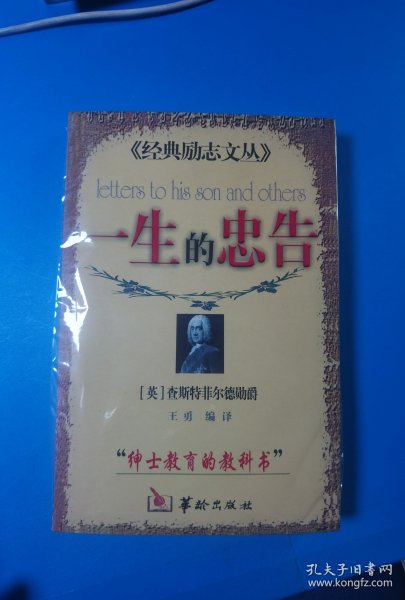 《经典励志文丛》
letters to his son and others
一生的忠告
[英]查斯特菲尔德勋爵
王勇 编译
“绅士教育的教科书”
华龄出版社
孔夫子旧书网
www.kongfz.com